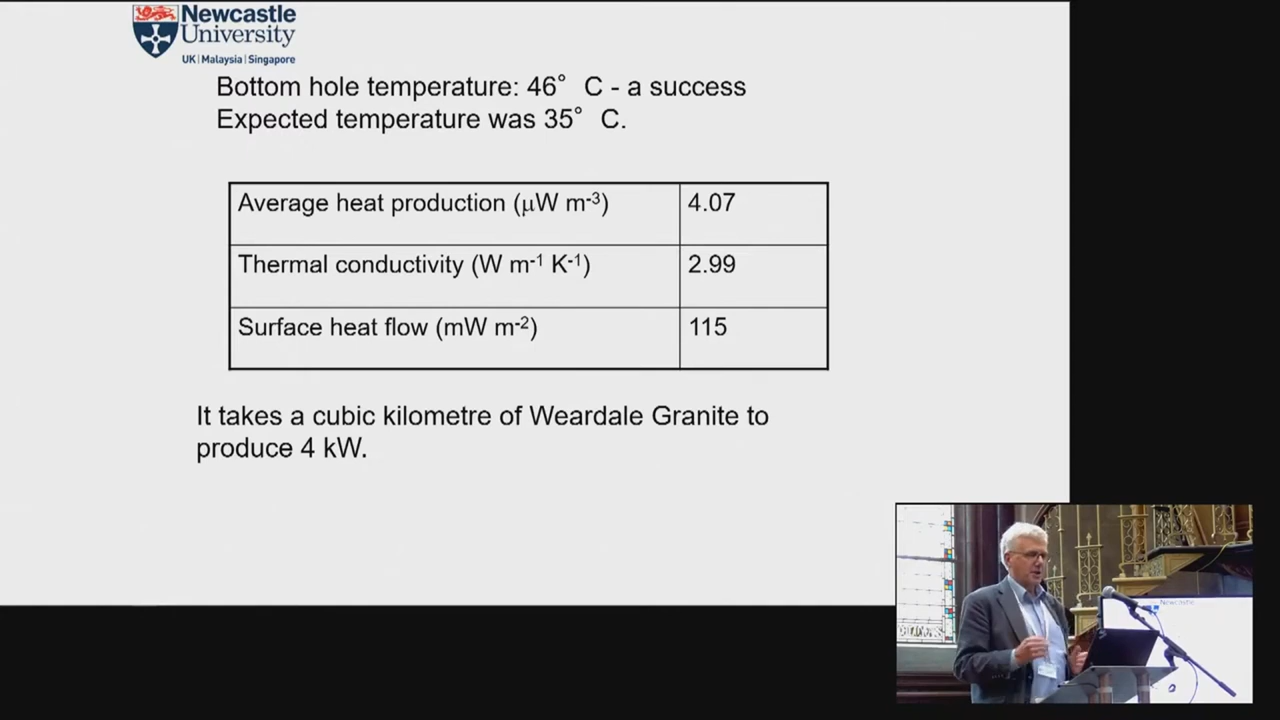 Newcastle
University
UK | Malaysia | Singapore
Bottom hole temperature: 46° C - a success
Expected temperature was 35° C.
Average heat production (μW m-3) 4.07
Thermal conductivity (W m-1 K-1) 2.99
Surface heat flow (mW m-2) 115
It takes a cubic kilometre of Weardale Granite to
produce 4 kW.
Newcastle